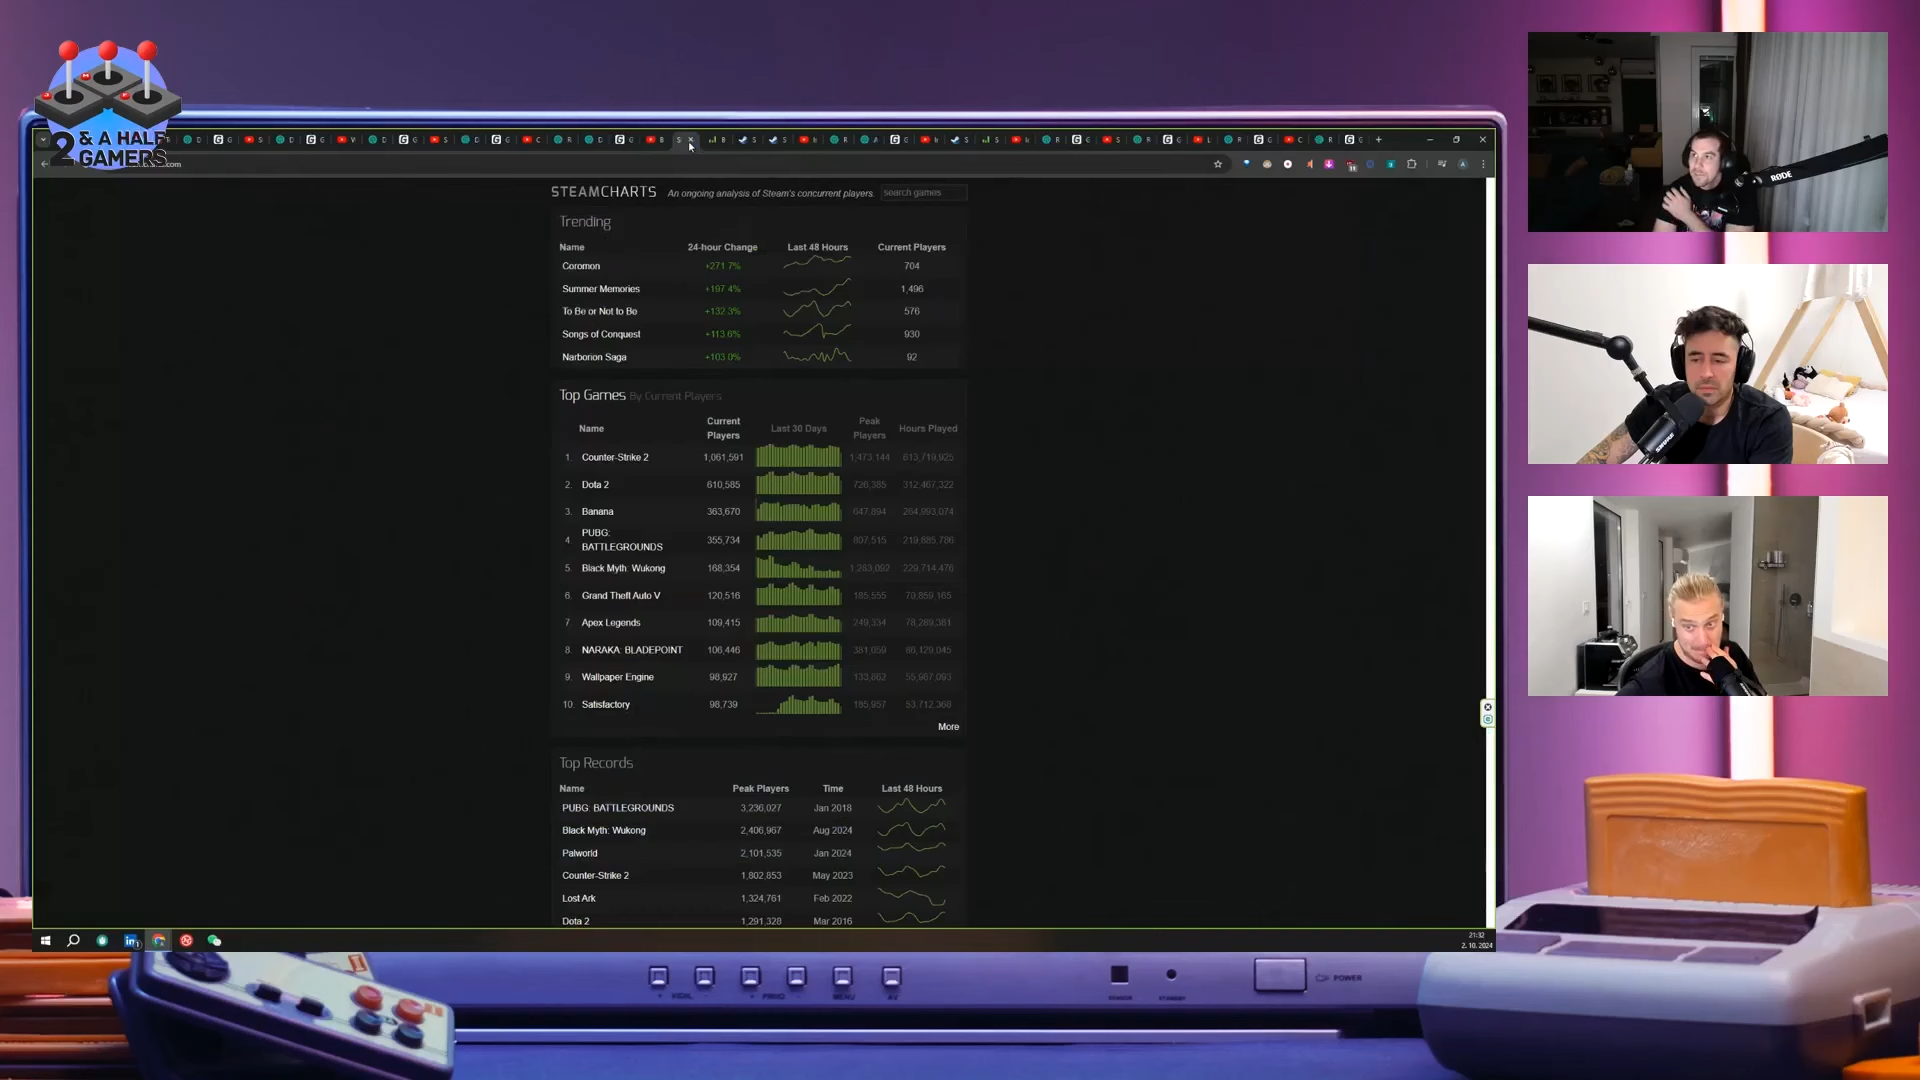 2 & A HALF
GAMERS
STEAMCHARTS An ongoing analysis of Steam's concurrent players. search games
Trending
Name 24-hour Change Last 48 Hours Current Players
Coromon +271.7% 704
Summer Memories +197.4% 1,496
To Be or Not to Be +132.3% 576
Songs of Conquest +113.6% 930
Narborion Saga +103.0% 92
Top Games By Current Players
Name Current Players Last 30 Days Peak Players Hours Played
1. Counter-Strike 2 1,061,591 1,473,144 613,719,925
2. Dota 2 610,585 726,385 312,467,322
3. Banana 363,670 647,894 264,993,074
4. PUBG: BATTLEGROUNDS 355,734 807,515 219,885,786
5. Black Myth: Wukong 168,354 1,283,092 229,714,476
6. Grand Theft Auto V 120,516 185,555 79,859,165
7. Apex Legends 109,415 249,334 78,289,381
8. NARAKA: BLADEPOINT 106,446 381,059 66,129,045
9. Wallpaper Engine 98,927 133,862 55,987,093
10. Satisfactory 98,739 185,957 53,712,368
More
Top Records
Name Peak Players Time Last 48 Hours
PUBG: BATTLEGROUNDS 3,236,027 Jan 2018
Black Myth: Wukong 2,406,967 Aug 2024
Palworld 2,101,535 Jan 2024
Counter-Strike 2 1,802,853 May 2023
Lost Ark 1,324,761 Feb 2022
Dota 2 1,291,328 Mar 2016
21:32
2. 10. 2024
RØDE
MENU
AV
POWER